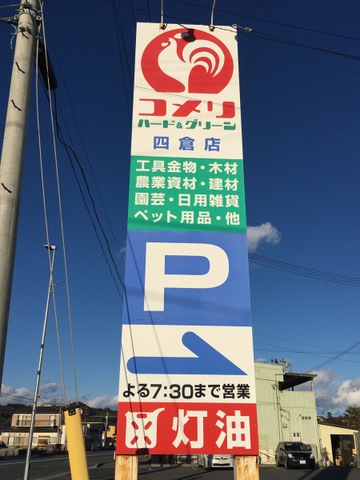 コメリ
ハード&グリーン
四倉店
工具金物・木材
農業資材・建材
園芸・日用雑貨
ペット用品・他
P
よる7:30まで営業
灯油